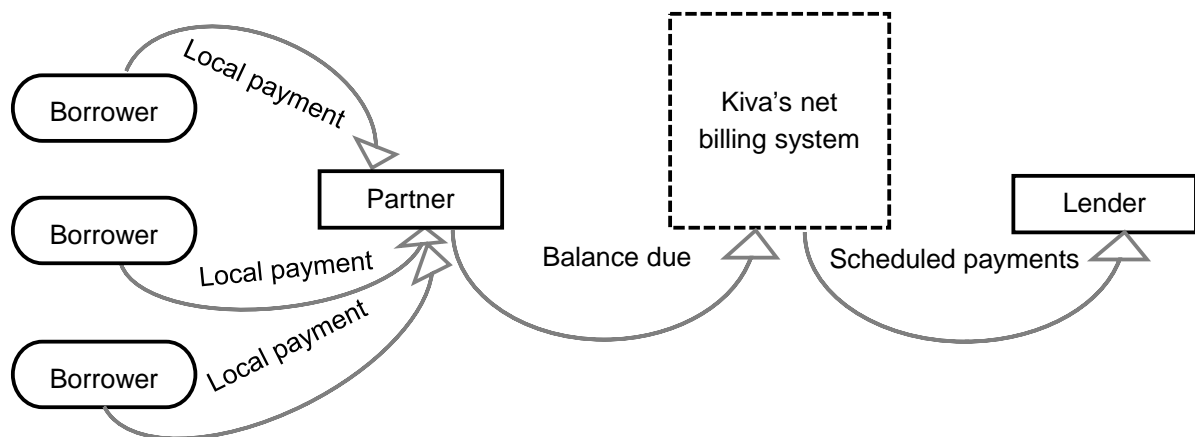 Local payment
Borrower
Kiva’s net
billing system
Partner
Lender
Borrower
Local payment
Balance due
Scheduled payments
Local payment
Borrower